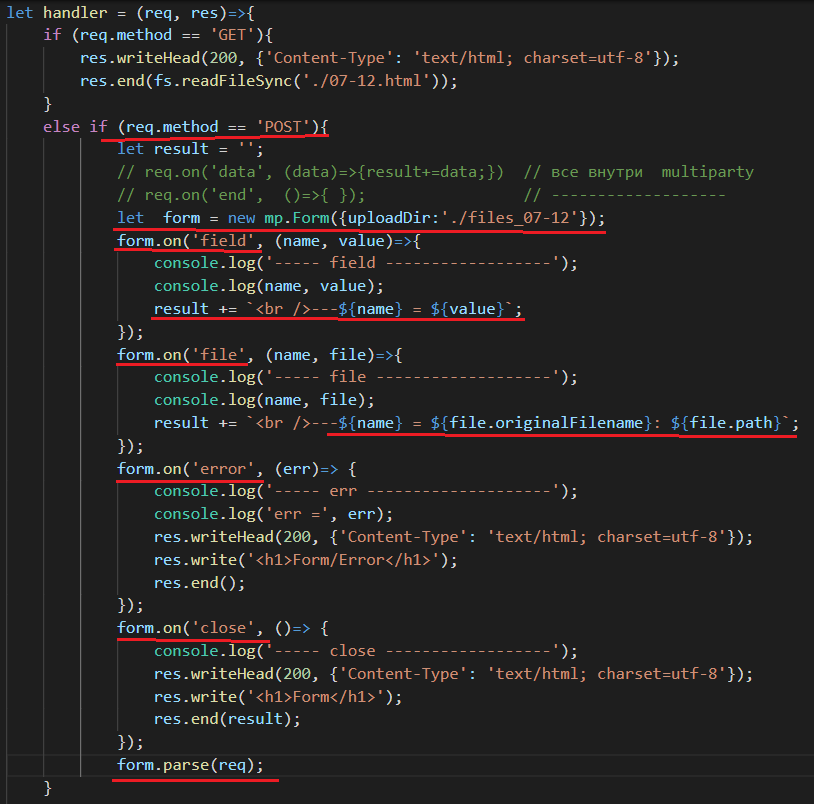 let handler = (req, res)=>{
if (req.method == 'GET'){
res.writeHead(200, {'Content-Type': 'text/html; charset=utf-8'});
res.end(fs.readFileSync('./07-12.html'));
}
else if (req.method == 'POST'){
let result = '';
// req.on('data', (data)=>{result+=data;})  // все внутри  multiparty
// req.on('end',  ()=>{ });                 // -------------------
let  form = new mp.Form({uploadDir:'./files_07-12'});
form.on('field', (name, value)=>{
console.log('----- field ------------------');
console.log(name, value);
result += `<br />---${name} = ${value}`;
});
form.on('file', (name, file)=>{
console.log('----- file -------------------');
console.log(name, file);
result += `<br />---${name} = ${file.originalFilename}: ${file.path}`;
});
form.on('error', (err)=> {
console.log('----- err --------------------');
console.log('err =', err);
res.writeHead(200, {'Content-Type': 'text/html; charset=utf-8'});
res.write('<h1>Form/Error</h1>');
res.end();
});
form.on('close', ()=> {
console.log('----- close ------------------');
res.writeHead(200, {'Content-Type': 'text/html; charset=utf-8'});
res.write('<h1>Form</h1>');
res.end(result);
});
form.parse(req);
}